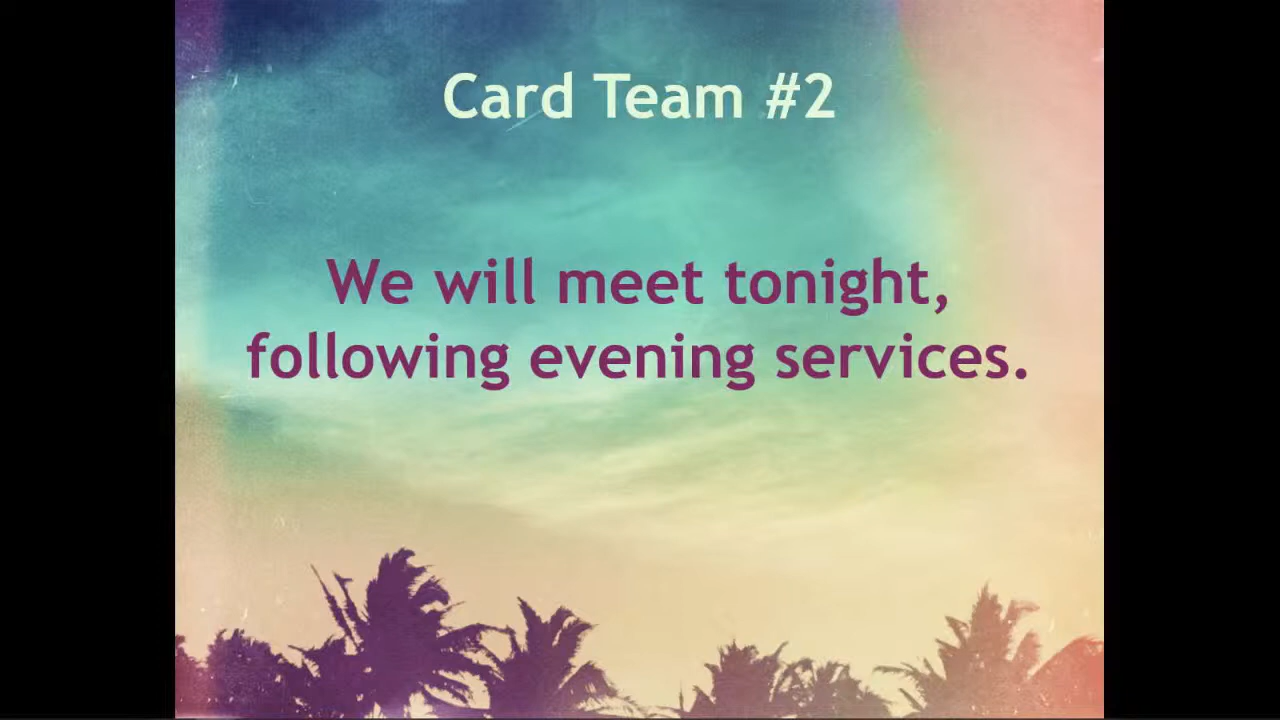 Card Team #2
We will meet tonight,
following evening services.